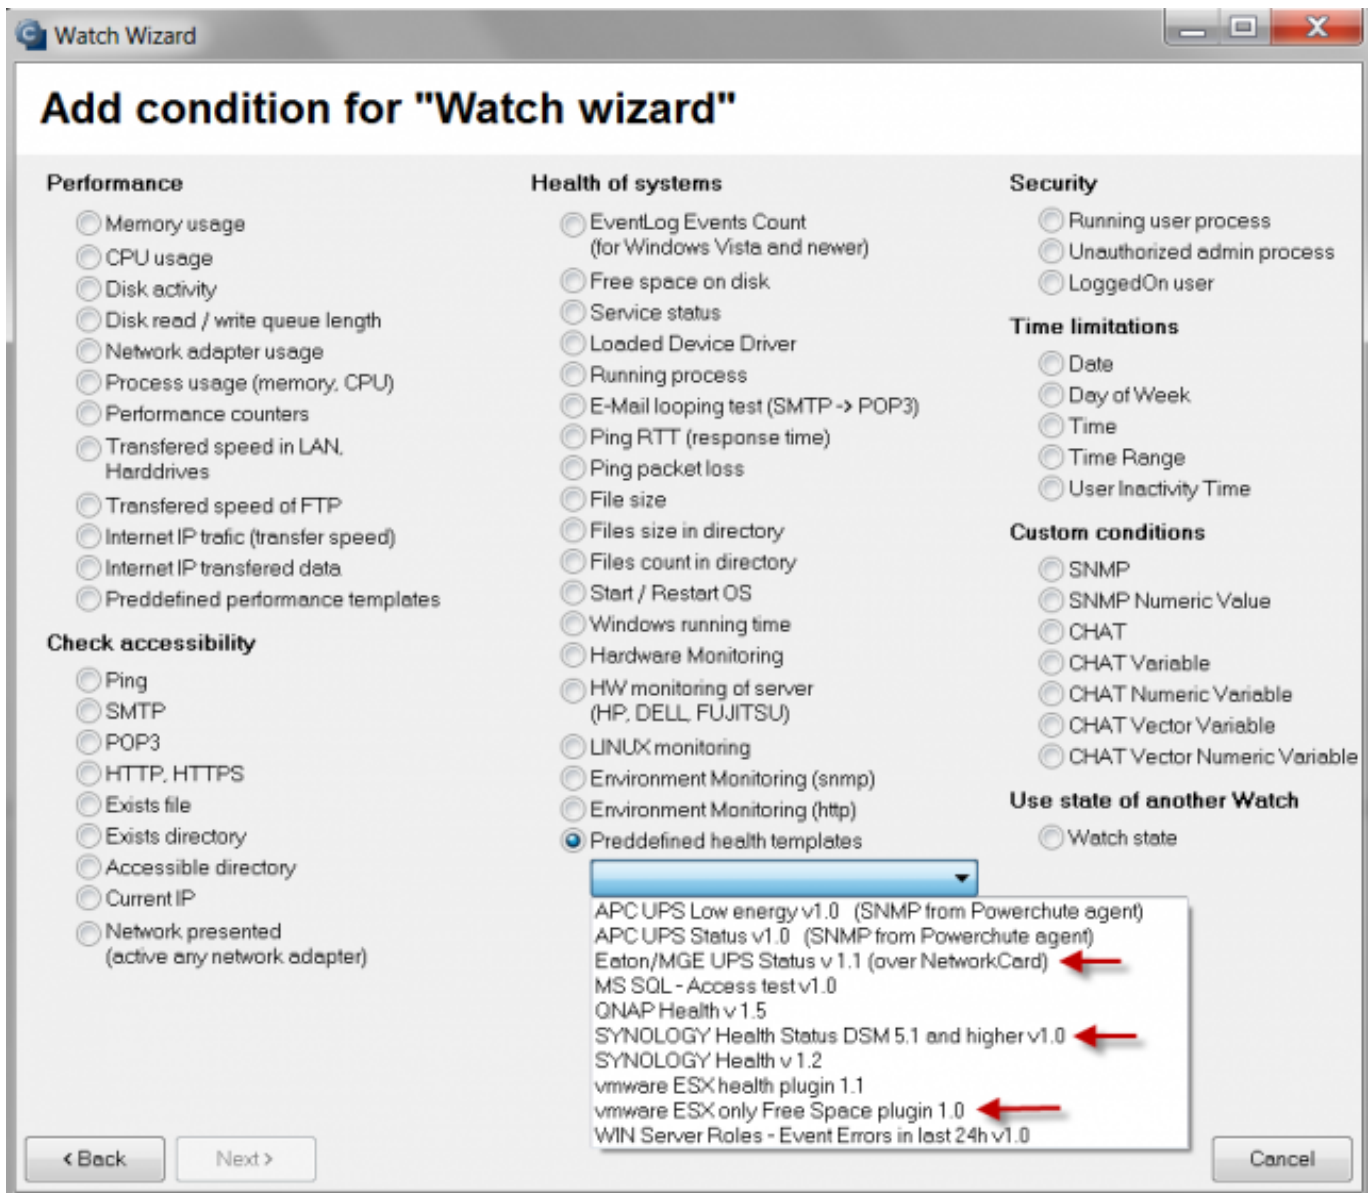 Watch Wizard
Add condition for "Watch wizard"
Performance
Memory usage
CPU usage
Disk activity
Disk read / write queue length
Network adapter usage
Process usage (memory, CPU)
Performance counters
Transfered speed in LAN,
Harddrives
Transfered speed of FTP
Internet IP trafic (transfer speed)
Internet IP transfered data
Preddefined performance templates
Check accessibility
Ping
SMTP
POP3
HTTP, HTTPS
Exists file
Exists directory
Accessible directory
Current IP
Network presented
(active any network adapter)
Health of systems
EventLog Events Count
(for Windows Vista and newer)
Free space on disk
Service status
Loaded Device Driver
Running process
E-Mail looping test (SMTP -> POP3)
Ping RTT (response time)
Ping packet loss
File size
Files size in directory
Files count in directory
Start / Restart OS
Windows running time
Hardware Monitoring
HW monitoring of server
(HP, DELL, FUJITSU)
LINUX monitoring
Environment Monitoring (snmp)
Environment Monitoring (http)
Preddefined health templates
APC UPS Low energy v1.0 (SNMP from Powerchute agent)
APC UPS Status v1.0 (SNMP from Powerchute agent)
Eaton/MGE UPS Status v 1.1 (over NetworkCard)
MS SQL - Access test v1.0
QNAP Health v 1.5
SYNOLOGY Health Status DSM 5.1 and higher v1.0
SYNOLOGY Health v 1.2
vmware ESX health plugin 1.1
vmware ESX only Free Space plugin 1.0
WIN Server Roles - Event Errors in last 24h v1.0
Security
Running user process
Unauthorized admin process
LoggedOn user
Time limitations
Date
Day of Week
Time
Time Range
User Inactivity Time
Custom conditions
SNMP
SNMP Numeric Value
CHAT
CHAT Variable
CHAT Numeric Variable
CHAT Vector Variable
CHAT Vector Numeric Variable
Use state of another Watch
Watch state
< Back
Next >
Cancel